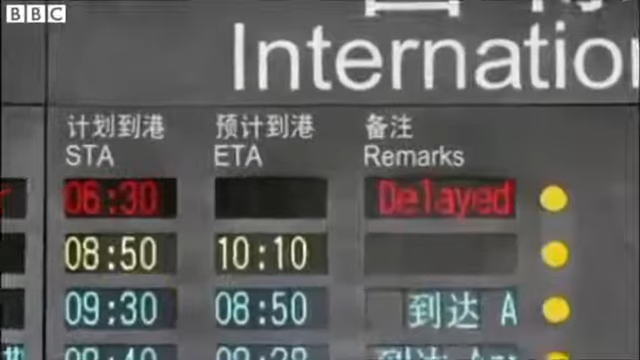 BBC
Internatio
计划到港 预计到港 备注
STA ETA Remarks
06:30 Delayed
08:50 10:10
09:30 08:50 到达 A